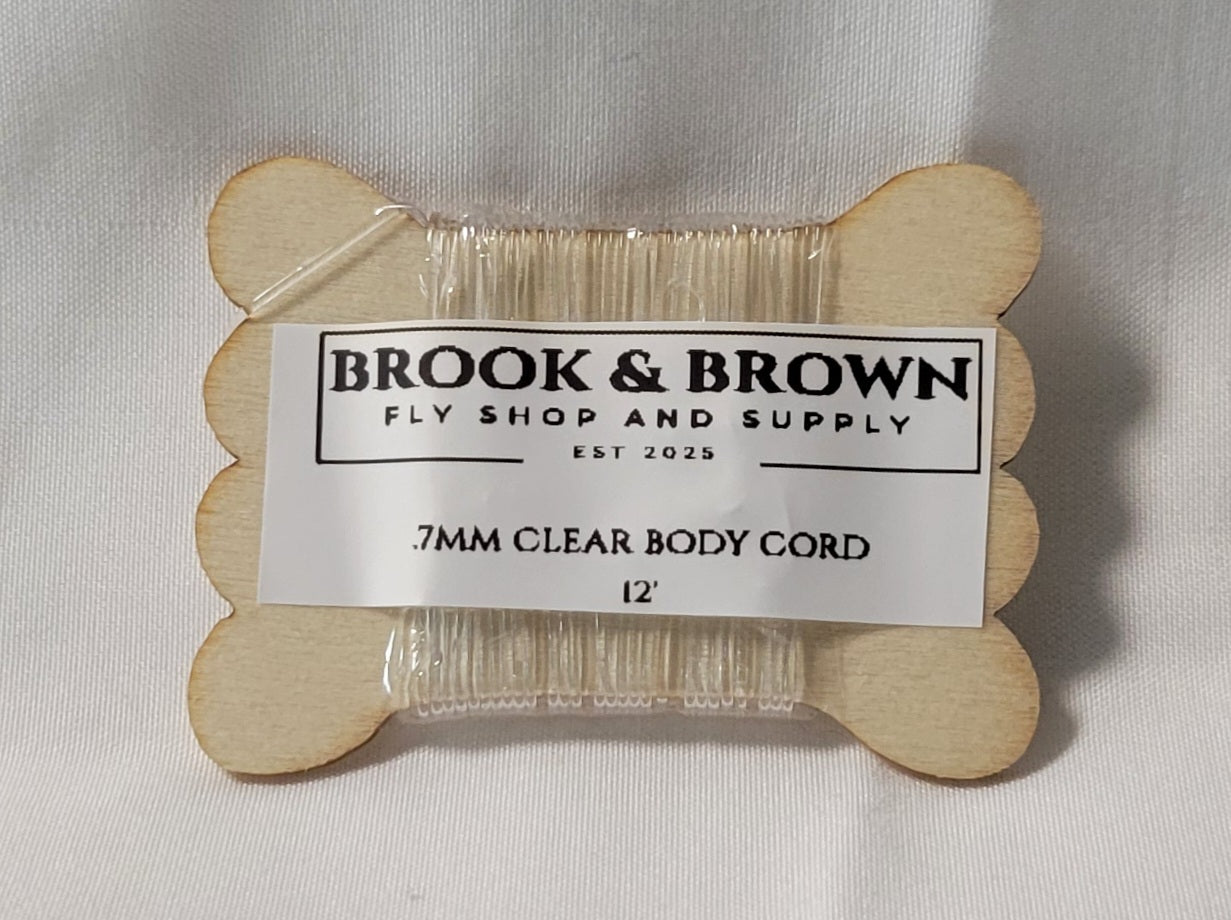 BROOK & BROWN
FLY SHOP AND SUPPLY
EST 2025
.7MM CLEAR BODY CORD
12'